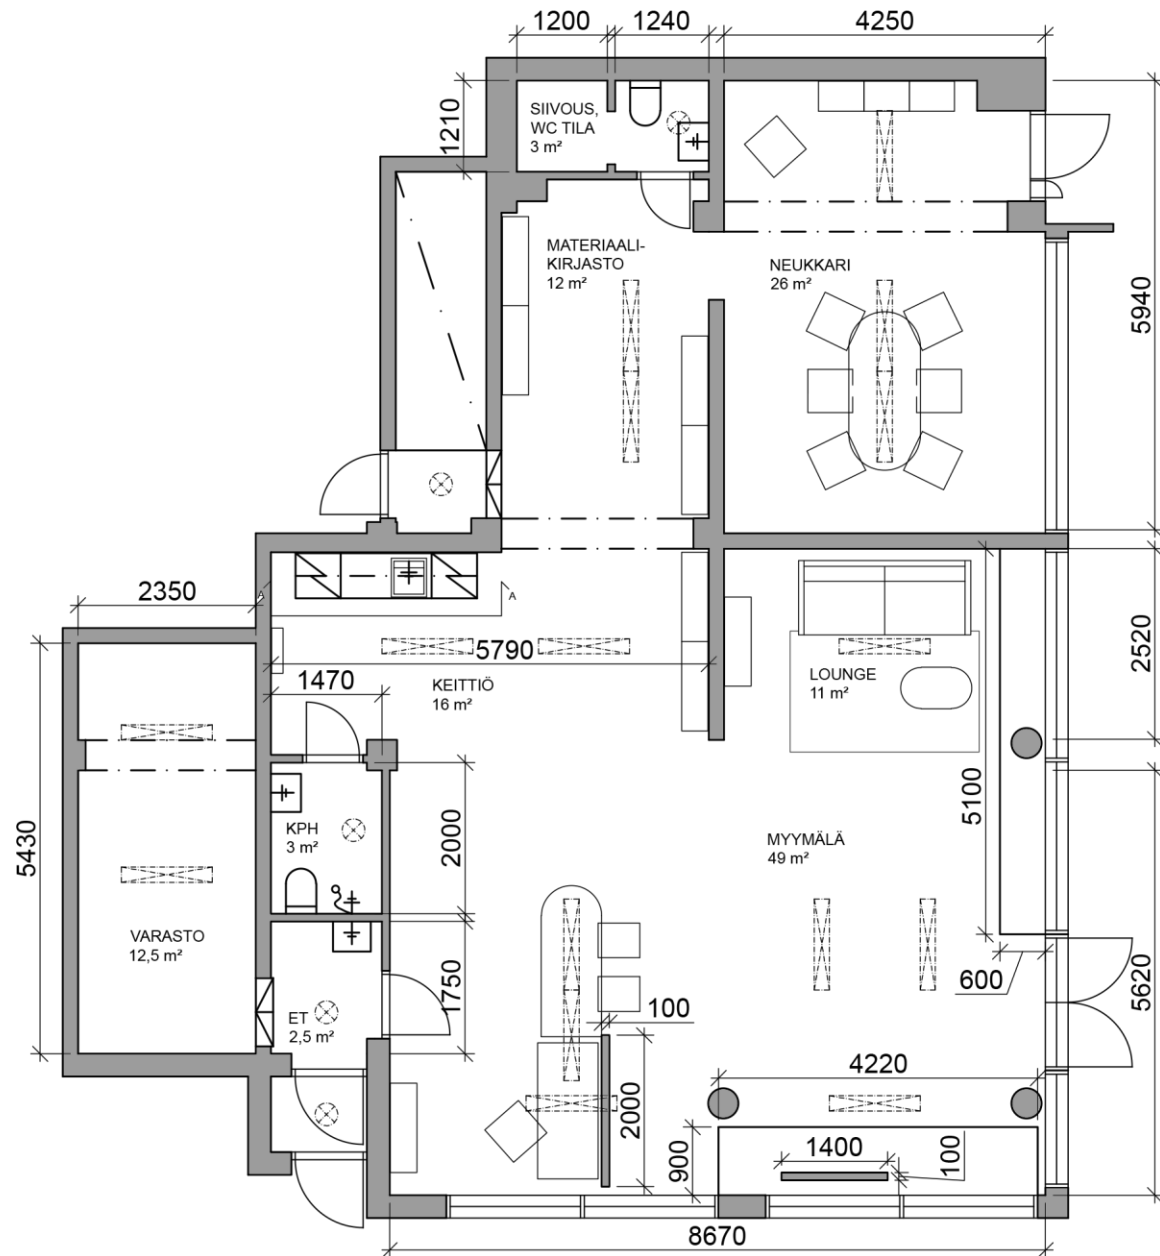 1200
1240
4250
1210
SIIVOUS,
WC TILA
3 m²
MATERIAALI-
KIRJASTO
12 m²
NEUKKARI
26 m²
5940
2350
A
A
5790
1470
KEITTIÖ
16 m²
LOUNGE
11 m²
2520
5430
KPH
3 m²
2000
5100
MYYMÄLÄ
49 m²
VARASTO
12,5 m²
ET
2,5 m²
1750
100
600
5620
2000
4220
900
1400
100
8670